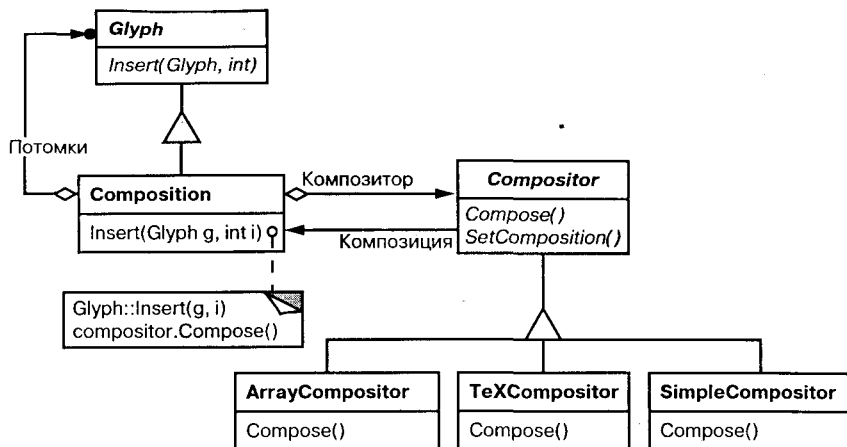 Glyph
Insert(Glyph, int)
Потомки
Composition
Insert(Glyph g, int i)
Композитор
Композиция
Compositor
Compose()
SetComposition()
Glyph::Insert(g, i)
compositor.Compose()
ArrayCompositor
Compose()
TeXCompositor
Compose()
SimpleCompositor
Compose()